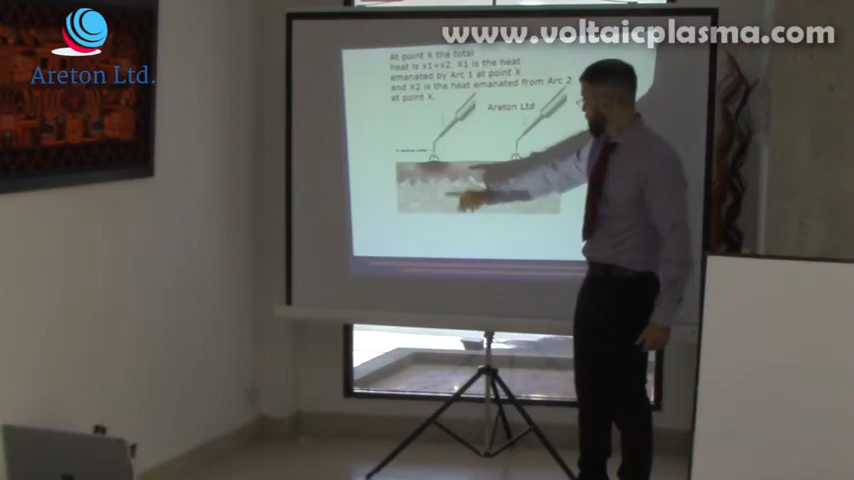 www.voltaicplasma.com
Areton Ltd.
At point X the total
heat is x1+x2. X1 is the heat
emanated by Arc 1 at point X
and X2 is the heat emanated from Arc 2
at point X.
Areton Ltd